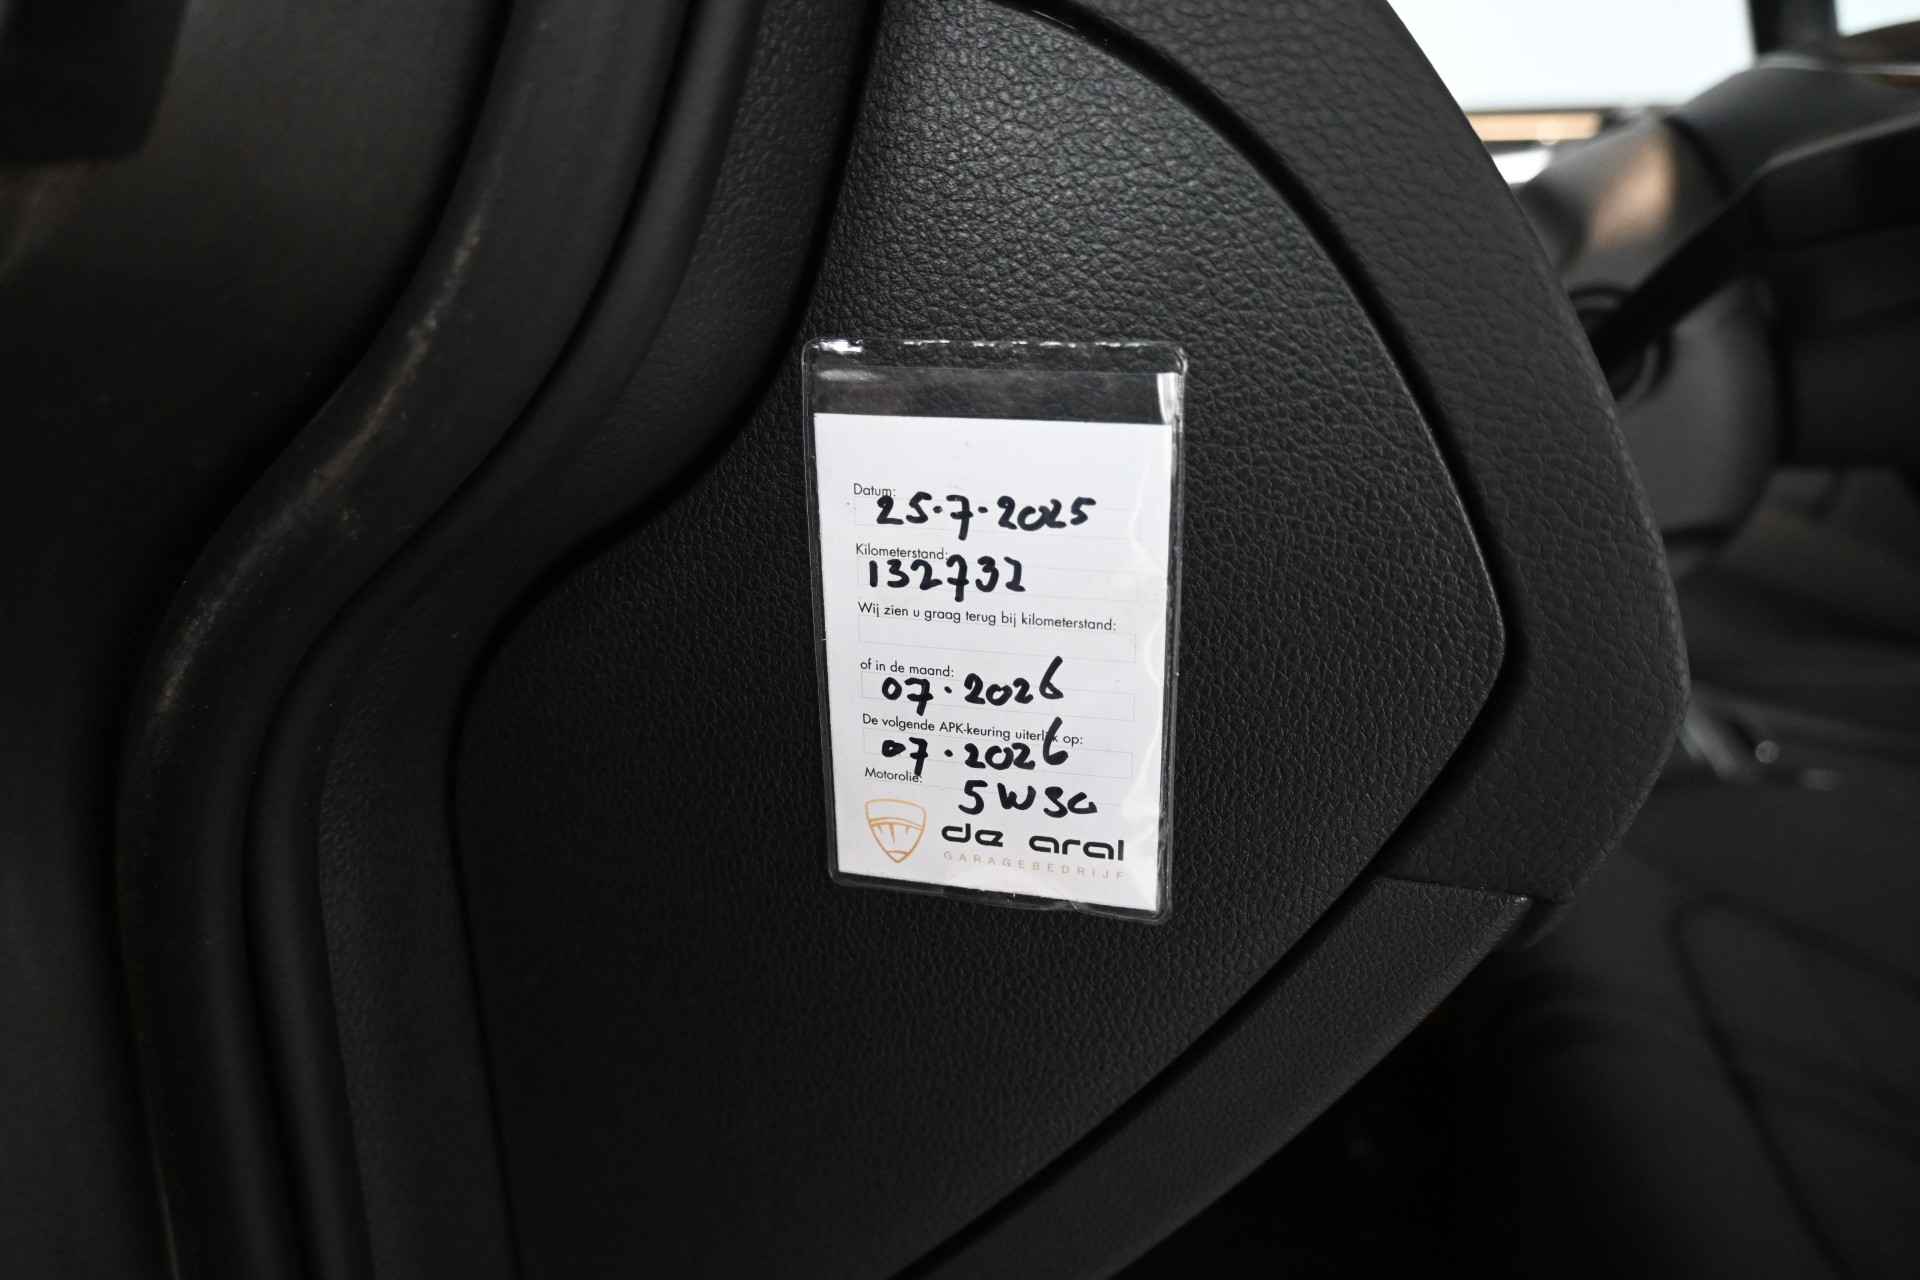 Datum:
25.7.2025
Kilometerstand:
132732
Wij zien u graag terug bij kilometerstand:
of in de maand:
07.2026
De volgende APK-keuring uiterlijk op:
07.2026
Motorolie:
5W30
de aral
GARAGEBEDRIJF